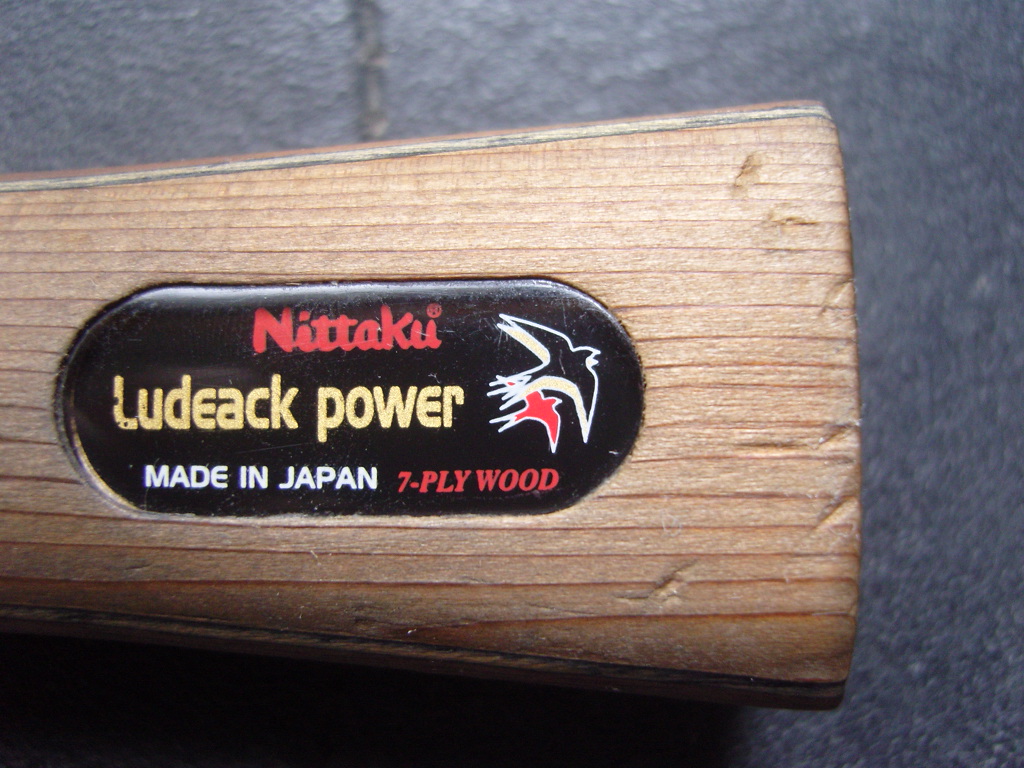 Nittaku®
Ludeack power
MADE IN JAPAN 7-PLY WOOD